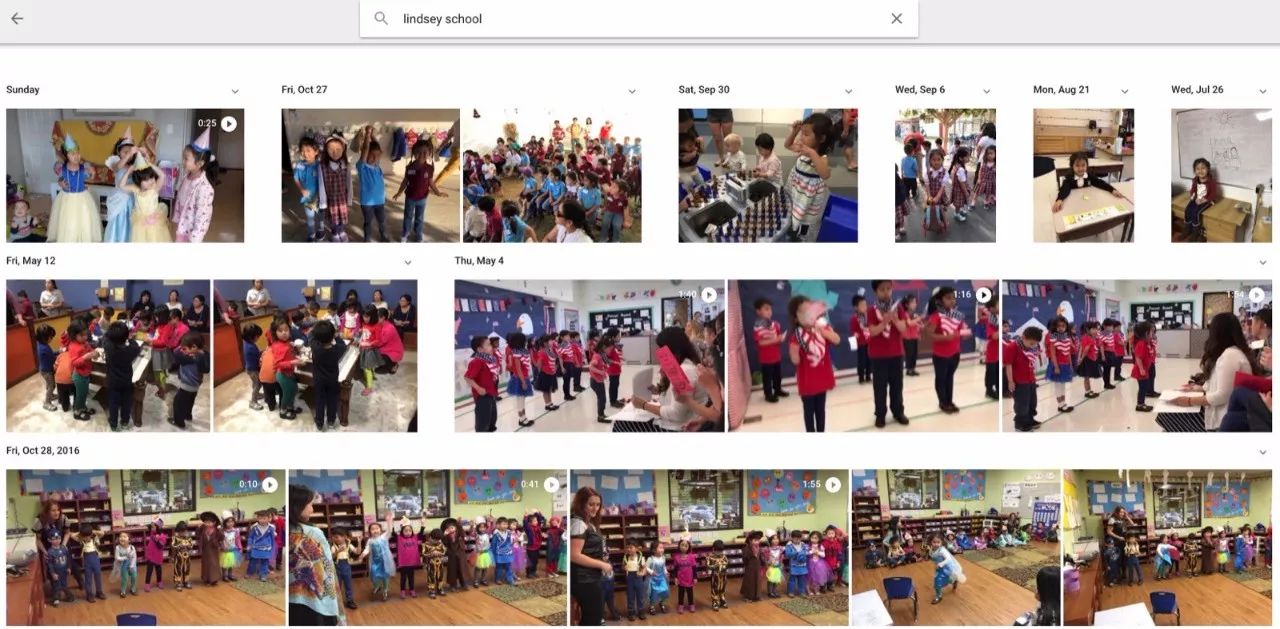 lindsey school
Sunday
Fri, Oct 27
Sat, Sep 30
Wed, Sep 6
Mon, Aug 21
Wed, Jul 26
0:25
Fri, May 12
Thu, May 4
1:40
1:16
1:54
Fri, Oct 28, 2016
0:10
0:41
1:55